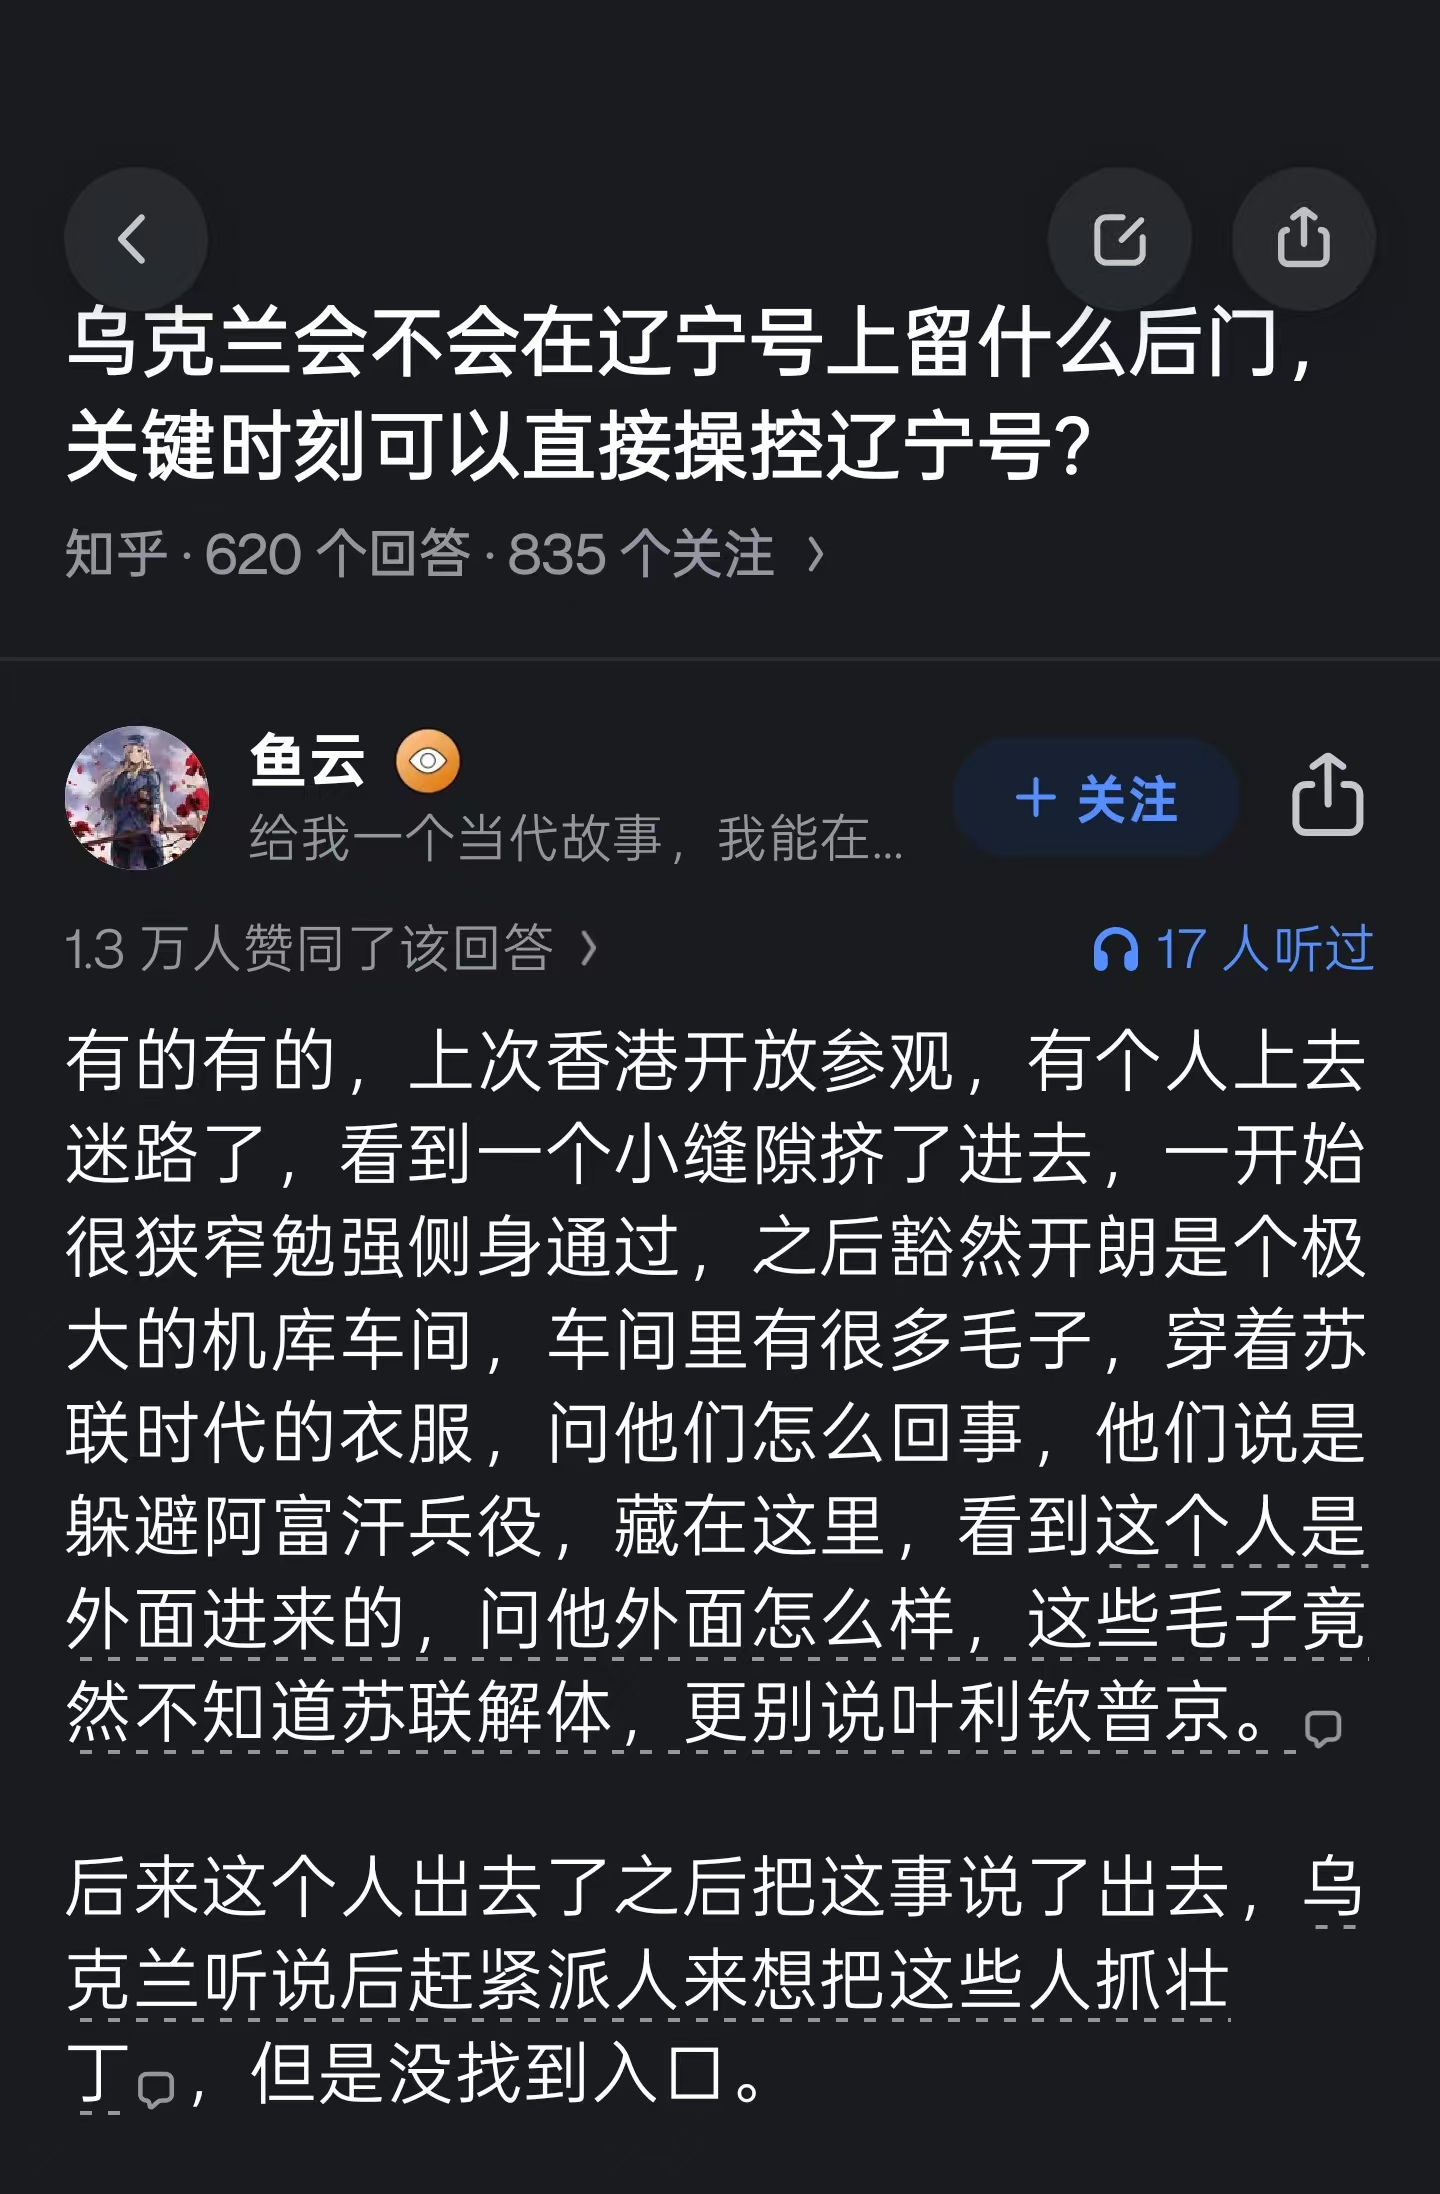 乌克兰会不会在辽宁号上留什么后门，
关键时刻可以直接操控辽宁号？
知乎 · 620 个回答 · 835 个关注 >
鱼云
给我一个当代故事，我能在...
+ 关注
1.3 万人赞同了该回答 >
17 人听过
有的有的，上次香港开放参观，有个人上去
迷路了，看到一个小缝隙挤了进去，一开始
很狭窄勉强侧身通过，之后豁然开朗是个极
大的机库车间，车间里有很多毛子，穿着苏
联时代的衣服，问他们怎么回事，他们说是
躲避阿富汗兵役，藏在这里，看到这个人是
外面进来的，问他外面怎么样，这些毛子竟
然不知道苏联解体，更别说叶利钦普京。
后来这个人出去了之后把这事说了出去，乌
克兰听说后赶紧派人来想把这些人抓壮
丁，但是没找到入口。